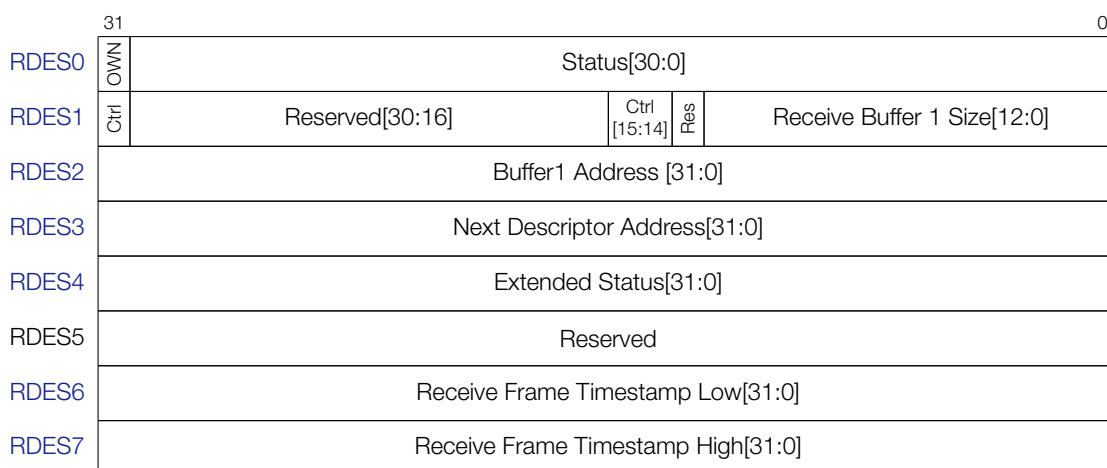 31 0
RDES0 OWN Status[30:0]
RDES1 Ctrl Reserved[30:16] Ctrl [15:14] Res Receive Buffer 1 Size[12:0]
RDES2 Buffer1 Address [31:0]
RDES3 Next Descriptor Address[31:0]
RDES4 Extended Status[31:0]
RDES5 Reserved
RDES6 Receive Frame Timestamp Low[31:0]
RDES7 Receive Frame Timestamp High[31:0]